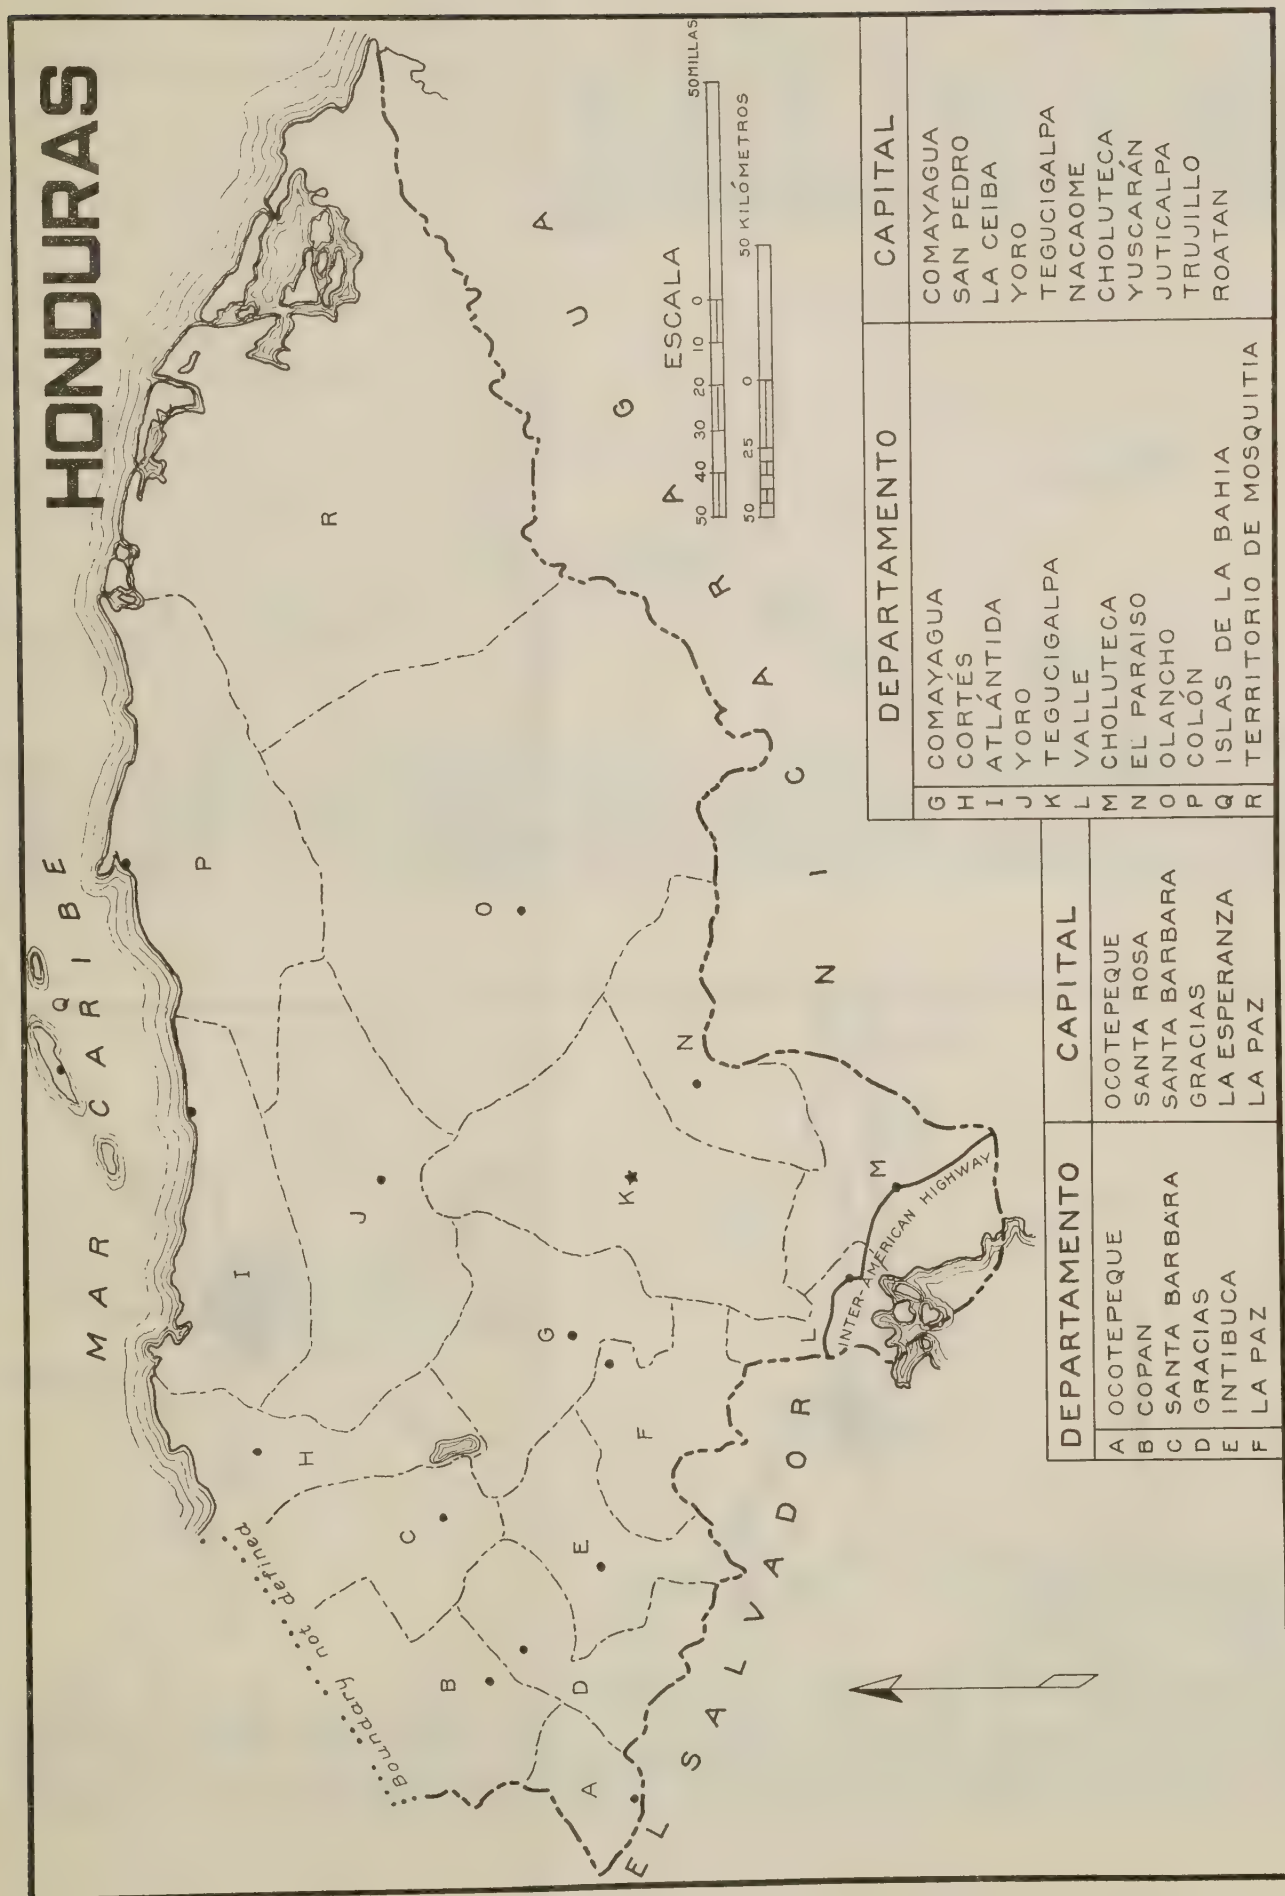 HONDURAS
MAR CARIBE
Q
Boundary not defined
P
I
R
H
J
O
C
G
K
B
E
F
N
D
A
L
M
INTER-AMERICAN HIGHWAY
EL SALVADOR
NICARAGUA
ESCALA
50 40 30 20 10 0 50 MILLAS
50 25 0 50 KILÓMETROS
DEPARTAMENTO CAPITAL
A OCOTEPEQUE OCOTEPEQUE
B COPAN SANTA ROSA
C SANTA BARBARA SANTA BARBARA
D GRACIAS GRACIAS
E INTIBUCA LA ESPERANZA
F LA PAZ LA PAZ
DEPARTAMENTO CAPITAL
G COMAYAGUA COMAYAGUA
H CORTÉS SAN PEDRO
I ATLÁNTIDA LA CEIBA
J YORO YORO
K TEGUCIGALPA TEGUCIGALPA
L VALLE NACAOME
M CHOLUTECA CHOLUTECA
N EL PARAISO YUSCARÁN
O OLANCHO JUTICALPA
P COLÓN TRUJILLO
Q ISLAS DE LA BAHIA ROATAN
R TERRITORIO DE MOSQUITIA